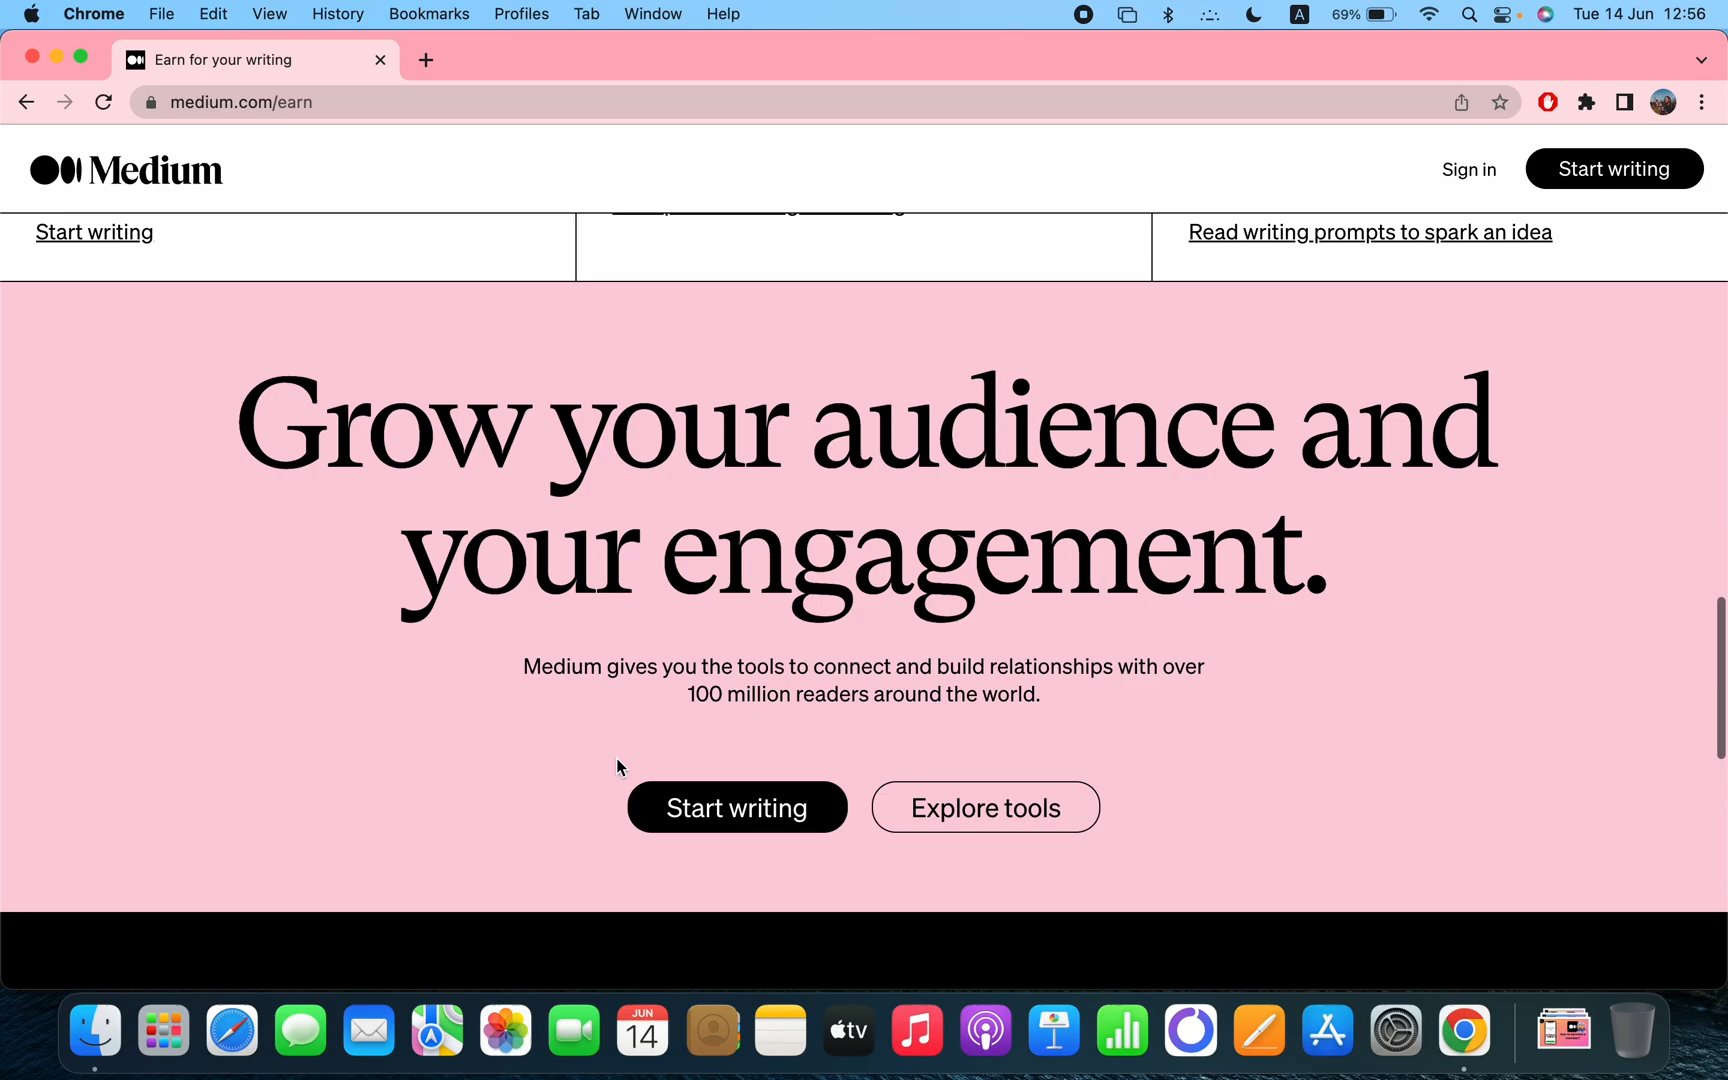 Chrome File Edit View History Bookmarks Profiles Tab Window Help A 69% Tue 14 Jun 12:56
Earn for your writing
medium.com/earn
Medium Sign in Start writing
Start writing Read writing prompts to spark an idea
Grow your audience and
your engagement.
Medium gives you the tools to connect and build relationships with over
100 million readers around the world.
Start writing Explore tools
JUN
14
tv